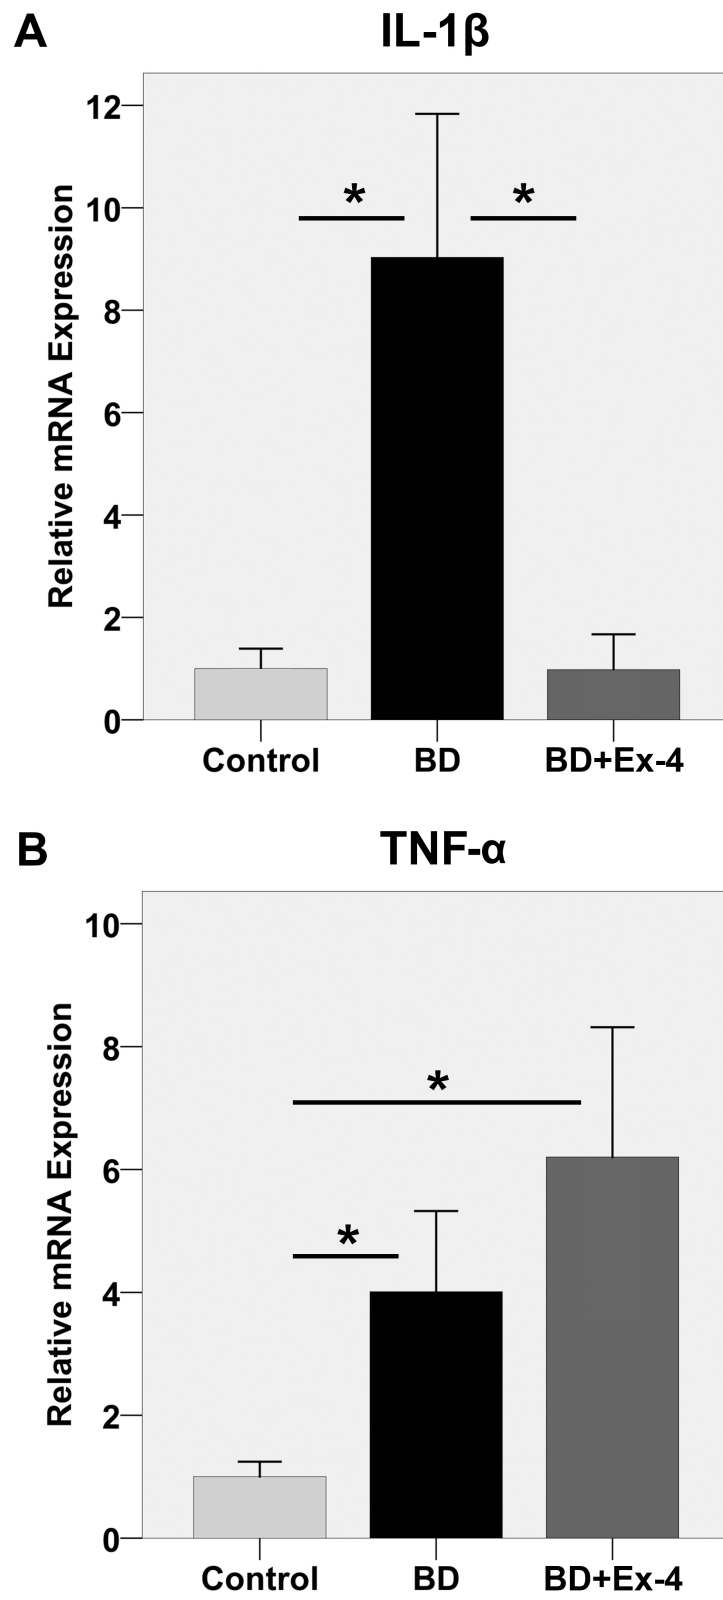 A
IL-1β
Relative mRNA Expression
12
10
8
6
4
2
0
* *
Control BD BD+Ex-4
B
TNF-α
Relative mRNA Expression
10
8
6
4
2
0
*
*
Control BD BD+Ex-4